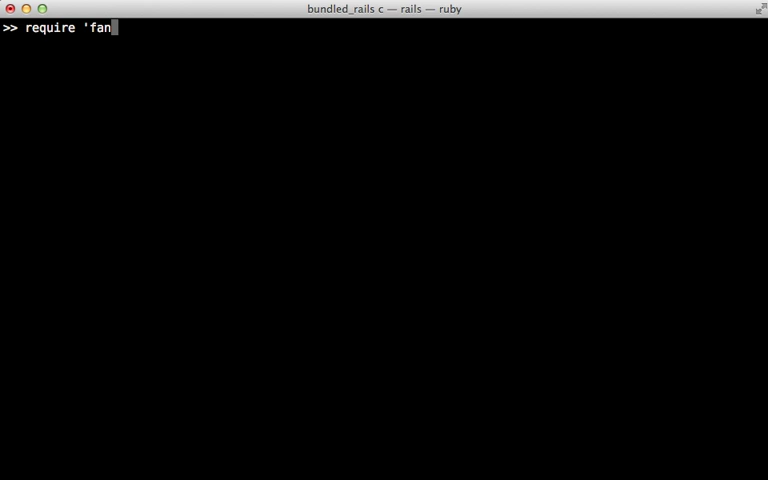 bundled_rails c — rails — ruby
>> require 'fan